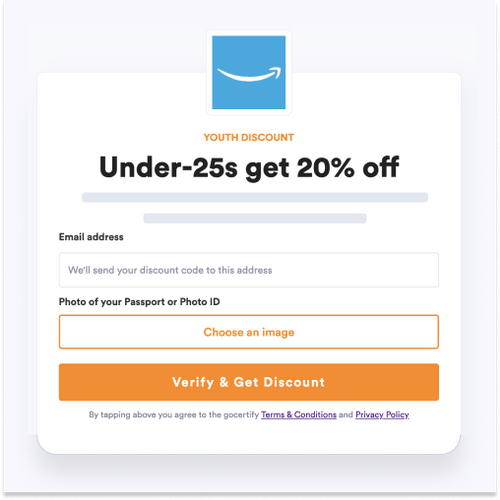 YOUTH DISCOUNT
Under-25s get 20% off
Email address
We'll send your discount code to this address
Photo of your Passport or Photo ID
Choose an image
Verify & Get Discount
By tapping above you agree to the gocertify Terms & Conditions and Privacy Policy